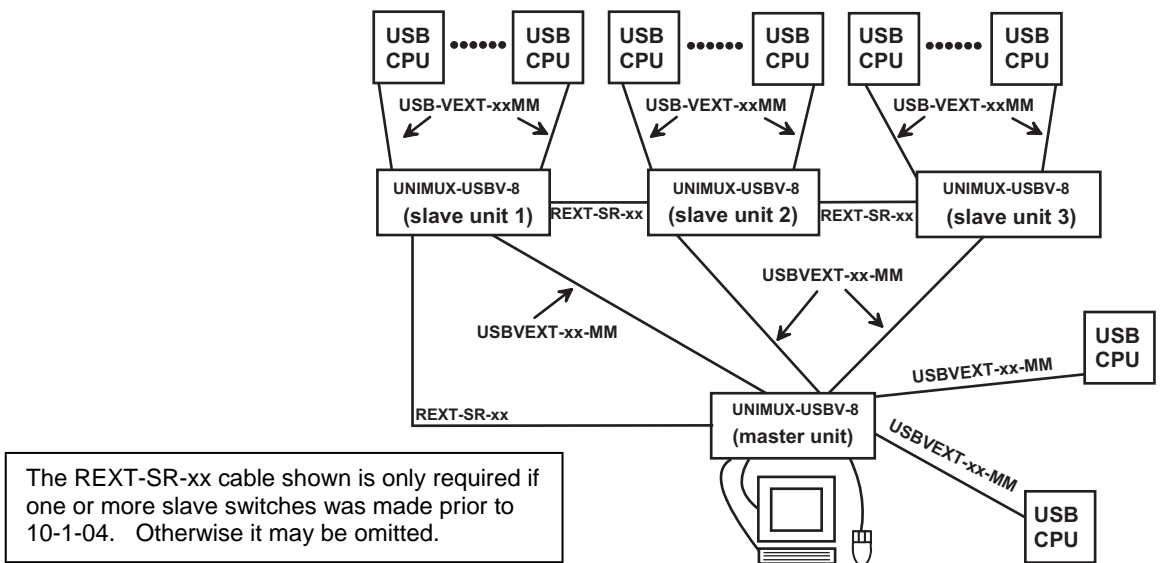 USB CPU
USB CPU
USB CPU
USB CPU
USB CPU
USB CPU
USB-VEXT-xxMM
USB-VEXT-xxMM
USB-VEXT-xxMM
UNIMUX-USBV-8
(slave unit 1)
REXT-SR-xx
UNIMUX-USBV-8
(slave unit 2)
REXT-SR-xx
UNIMUX-USBV-8
(slave unit 3)
USBVEXT-xx-MM
USBVEXT-xx-MM
USB
CPU
USBVEXT-xx-MM
REXT-SR-xx
UNIMUX-USBV-8
(master unit)
USBVEXT-xx-MM
USB
CPU
The REXT-SR-xx cable shown is only required if
one or more slave switches was made prior to
10-1-04. Otherwise it may be omitted.